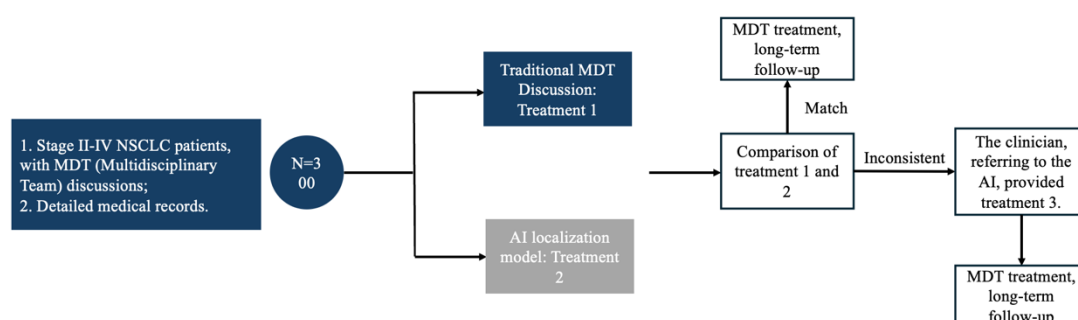 1. Stage II-IV NSCLC patients,
with MDT (Multidisciplinary
Team) discussions;
2. Detailed medical records.
N=3
00
Traditional MDT
Discussion:
Treatment 1
AI localization
model: Treatment
2
MDT treatment,
long-term
follow-up
Match
Comparison of
treatment 1 and
2
Inconsistent
The clinician,
referring to the
AI, provided
treatment 3.
MDT treatment,
long-term
follow-up